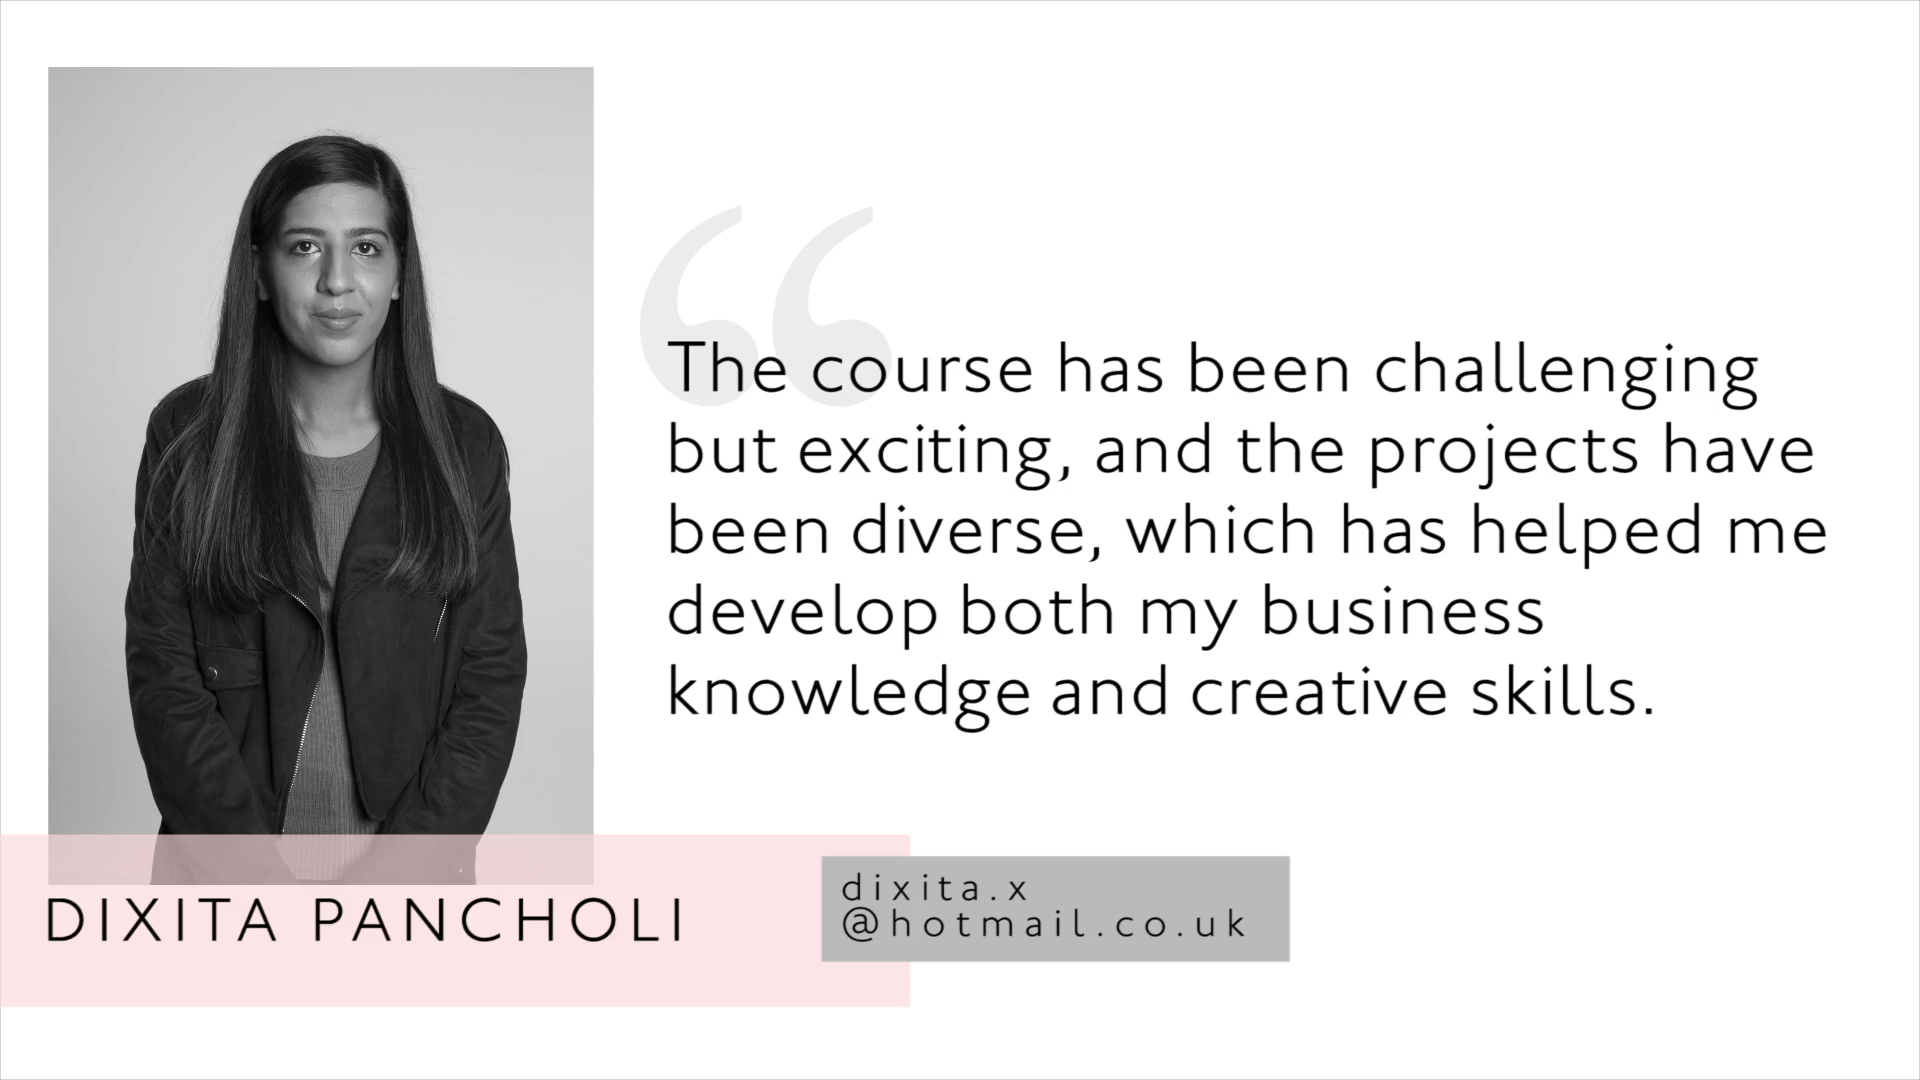 “
The course has been challenging
but exciting, and the projects have
been diverse, which has helped me
develop both my business
knowledge and creative skills.
DIXITA PANCHOLI
dixita.x
@hotmail.co.uk